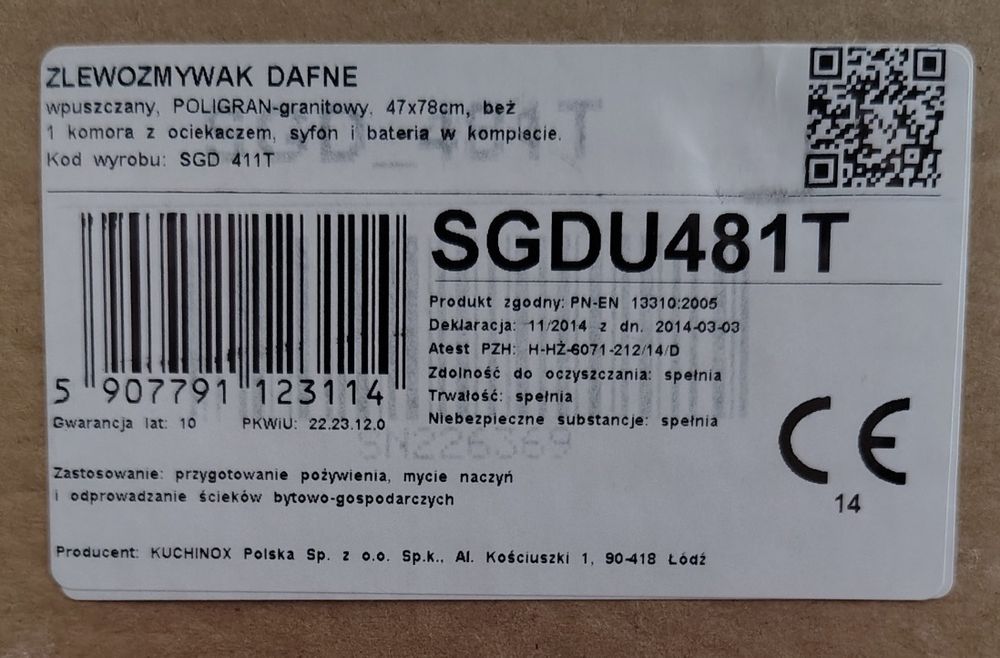 ZLEWOZMYWAK DAFNE
wpuszczany, POLIGRAN-granitowy, 47x78cm, beż
1 komora z ociekaczem, syfon i bateria w komplecie.
Kod wyrobu: SGD 411T
SGDU481T
Produkt zgodny: PN-EN 13310:2005
Deklaracja: 11/2014 z dn. 2014-03-03
Atest PZH: H-HŻ-6071-212/14/D
Zdolność do oczyszczania: spełnia
Trwałość: spełnia
Niebezpieczne substancje: spełnia
5 907791 123114
Gwarancja lat: 10 PKWiU: 22.23.12.0
SN226369
CE
14
Zastosowanie: przygotowanie pożywienia, mycie naczyń
i odprowadzanie ścieków bytowo-gospodarczych
Producent: KUCHINOX Polska Sp. z o.o. Sp.k., Al. Kościuszki 1, 90-418 Łódź